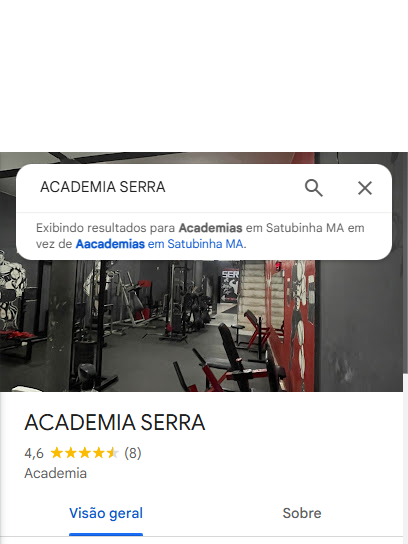 ACADEMIA SERRA
Exibindo resultados para Academias em Satubinha MA em
vez de Aacademias em Satubinha MA.
SER
ACADEMIA SERRA
4,6 (8)
Academia
Visão geral
Sobre